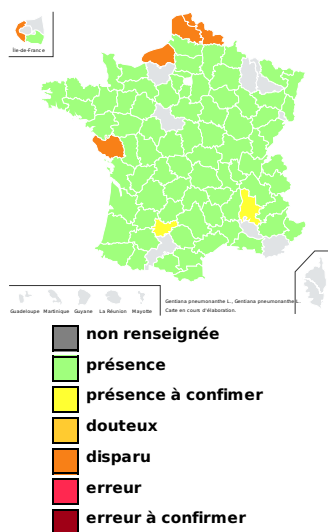 Île-de-France
Guadeloupe Martinique Guyane La Réunion Mayotte
Gentiana pneumonanthe L., Gentiana pneumonanthe L.
Carte en cours d'élaboration.
non renseignée
présence
présence à confimer
douteux
disparu
erreur
erreur à confirmer